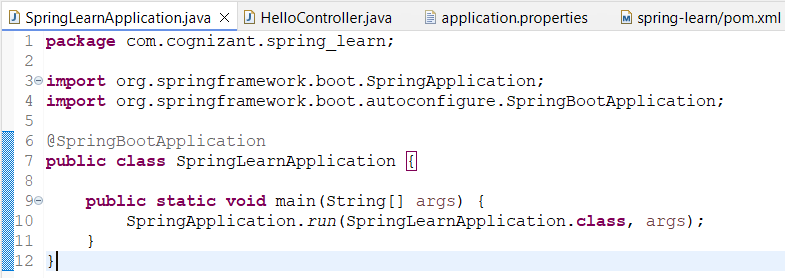 SpringLearnApplication.java HelloController.java application.properties spring-learn/pom.xml
1 package com.cognizant.spring_learn;
2
3 import org.springframework.boot.SpringApplication;
4 import org.springframework.boot.autoconfigure.SpringBootApplication;
5
6 @SpringBootApplication
7 public class SpringLearnApplication {
8
9 public static void main(String[] args) {
10 SpringApplication.run(SpringLearnApplication.class, args);
11 }
12 }